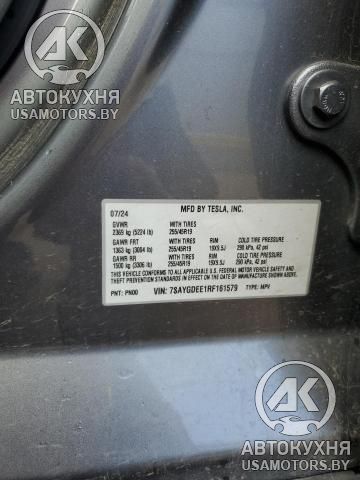 АК
АВТОКУХНЯ
USAMOTORS.BY
MFD BY TESLA, INC.
07/24
GVWR WITH TIRES
2369 kg (5224 lb) 255/45R19
GAWR FRT WITH TIRES RIM COLD TIRE PRESSURE
1363 kg (3004 lb) 255/45R19 19X9.5J 290 kPa, 42 psi
GAWR RR WITH TIRES RIM COLD TIRE PRESSURE
1500 kg (3306 lb) 255/45R19 19X9.5J 290 kPa, 42 psi
THIS VEHICLE CONFORMS TO ALL APPLICABLE U.S. FEDERAL MOTOR VEHICLE SAFETY AND
THEFT PREVENTION STANDARDS IN EFFECT ON THE DATE OF MANUFACTURE SHOWN ABOVE.
PNT: PN00 VIN: 7SAYGDEE1RF161579 TYPE: MPV
АК
АВТОКУХНЯ
USAMOTORS.BY